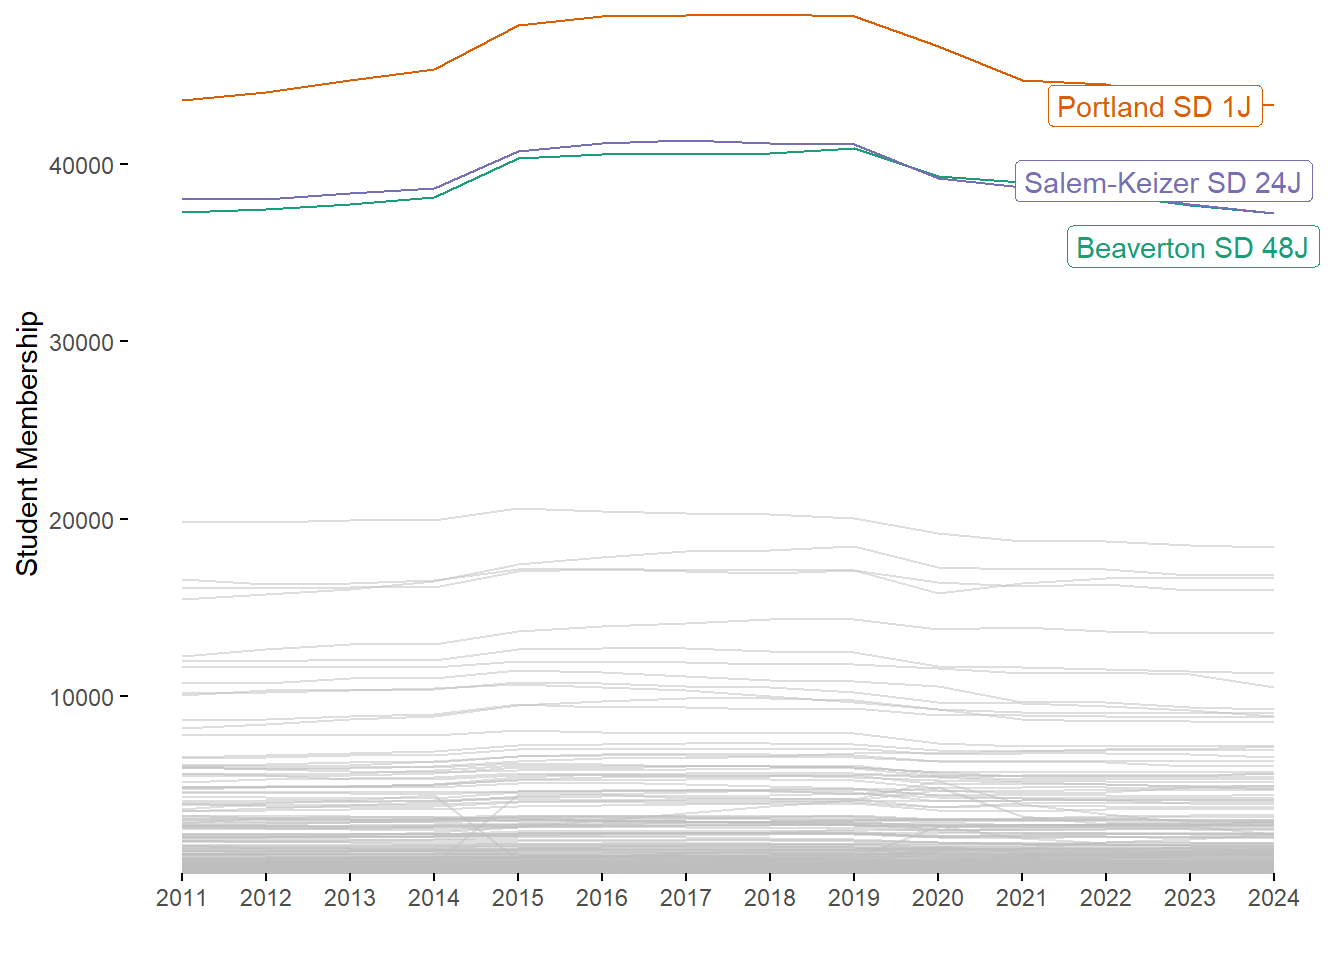 Portland SD 1J
40000
Salem-Keizer SD 24J
Beaverton SD 48J
30000
Student Membership
20000
10000
2011 2012 2013 2014 2015 2016 2017 2018 2019 2020 2021 2022 2023 2024